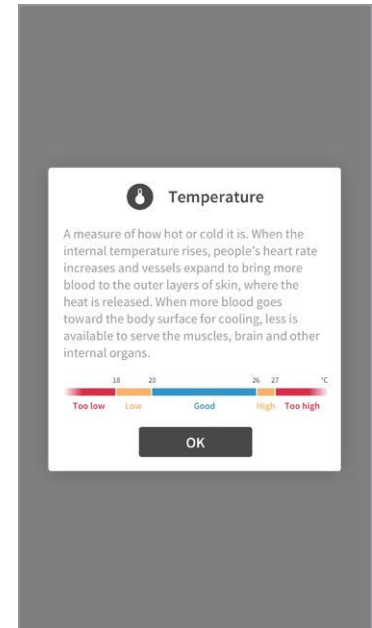 Temperature
A measure of how hot or cold it is. When the
internal temperature rises, people's heart rate
increases and vessels expand to bring more
blood to the outer layers of skin, where the
heat is released. When more blood goes
toward the body surface for cooling, less is
available to serve the muscles, brain and other
internal organs.
18 20 26 27 °C
Too low Low Good High Too high
OK